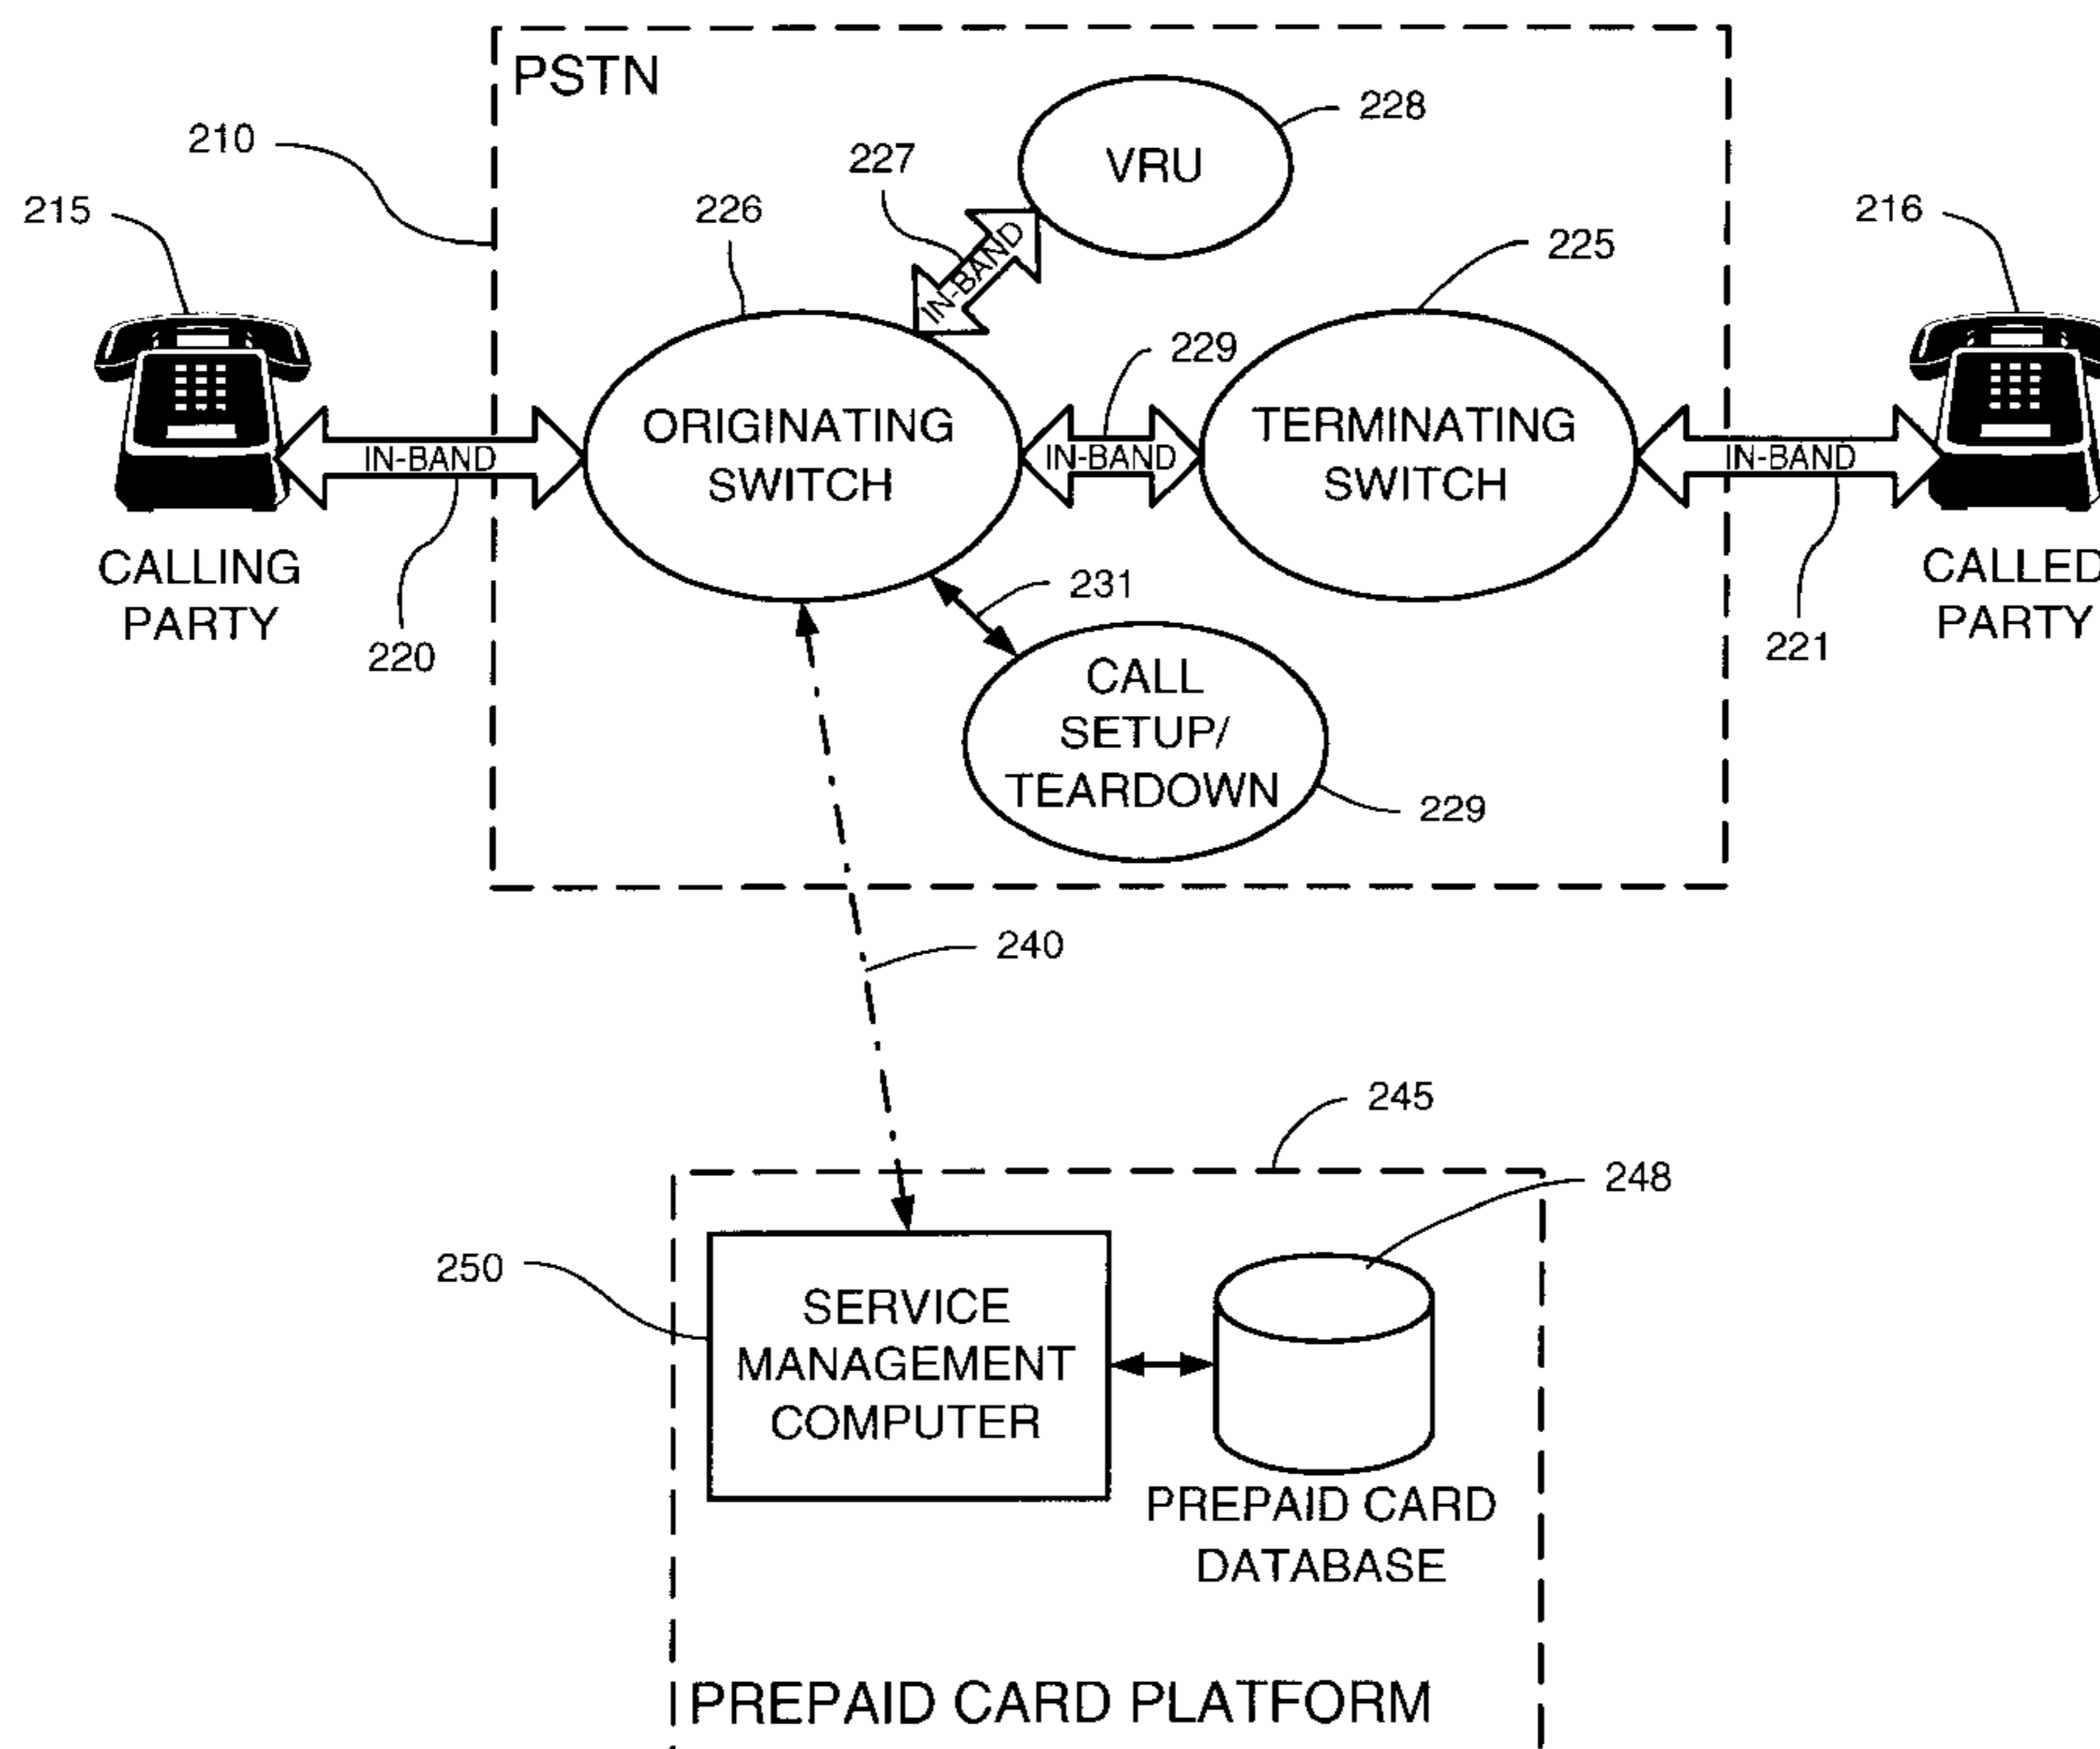 PSTN
210
215
227
228
VRU
226
IN-BAND
225
216
229
ORIGINATING
SWITCH
TERMINATING
SWITCH
IN-BAND
IN-BAND
IN-BAND
CALLING
PARTY
220
231
CALLED
PARTY
221
CALL
SETUP/
TEARDOWN
229
240
245
248
250
SERVICE
MANAGEMENT
COMPUTER
PREPAID CARD
DATABASE
PREPAID CARD PLATFORM